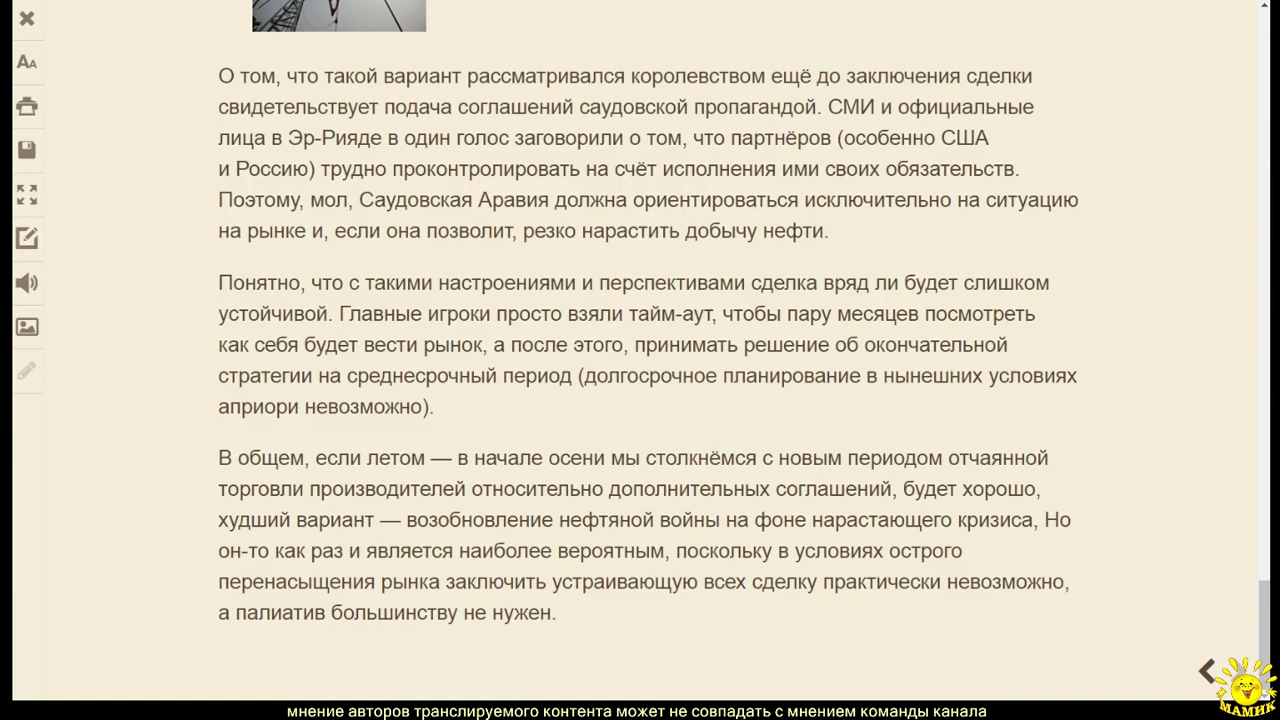 О том, что такой вариант рассматривался королевством ещё до заключения сделки
свидетельствует подача соглашений саудовской пропагандой. СМИ и официальные
лица в Эр-Рияде в один голос заговорили о том, что партнёров (особенно США
и Россию) трудно проконтролировать на счёт исполнения ими своих обязательств.
Поэтому, мол, Саудовская Аравия должна ориентироваться исключительно на ситуацию
на рынке и, если она позволит, резко нарастить добычу нефти.
Понятно, что с такими настроениями и перспективами сделка вряд ли будет слишком
устойчивой. Главные игроки просто взяли тайм-аут, чтобы пару месяцев посмотреть
как себя будет вести рынок, а после этого, принимать решение об окончательной
стратегии на среднесрочный период (долгосрочное планирование в нынешних условиях
априори невозможно).
В общем, если летом — в начале осени мы столкнёмся с новым периодом отчаянной
торговли производителей относительно дополнительных соглашений, будет хорошо,
худший вариант — возобновление нефтяной войны на фоне нарастающего кризиса, Но
он-то как раз и является наиболее вероятным, поскольку в условиях острого
перенасыщения рынка заключить устраивающую всех сделку практически невозможно,
а палиатив большинству не нужен.
МАМИК
мнение авторов транслируемого контента может не совпадать с мнением команды канала